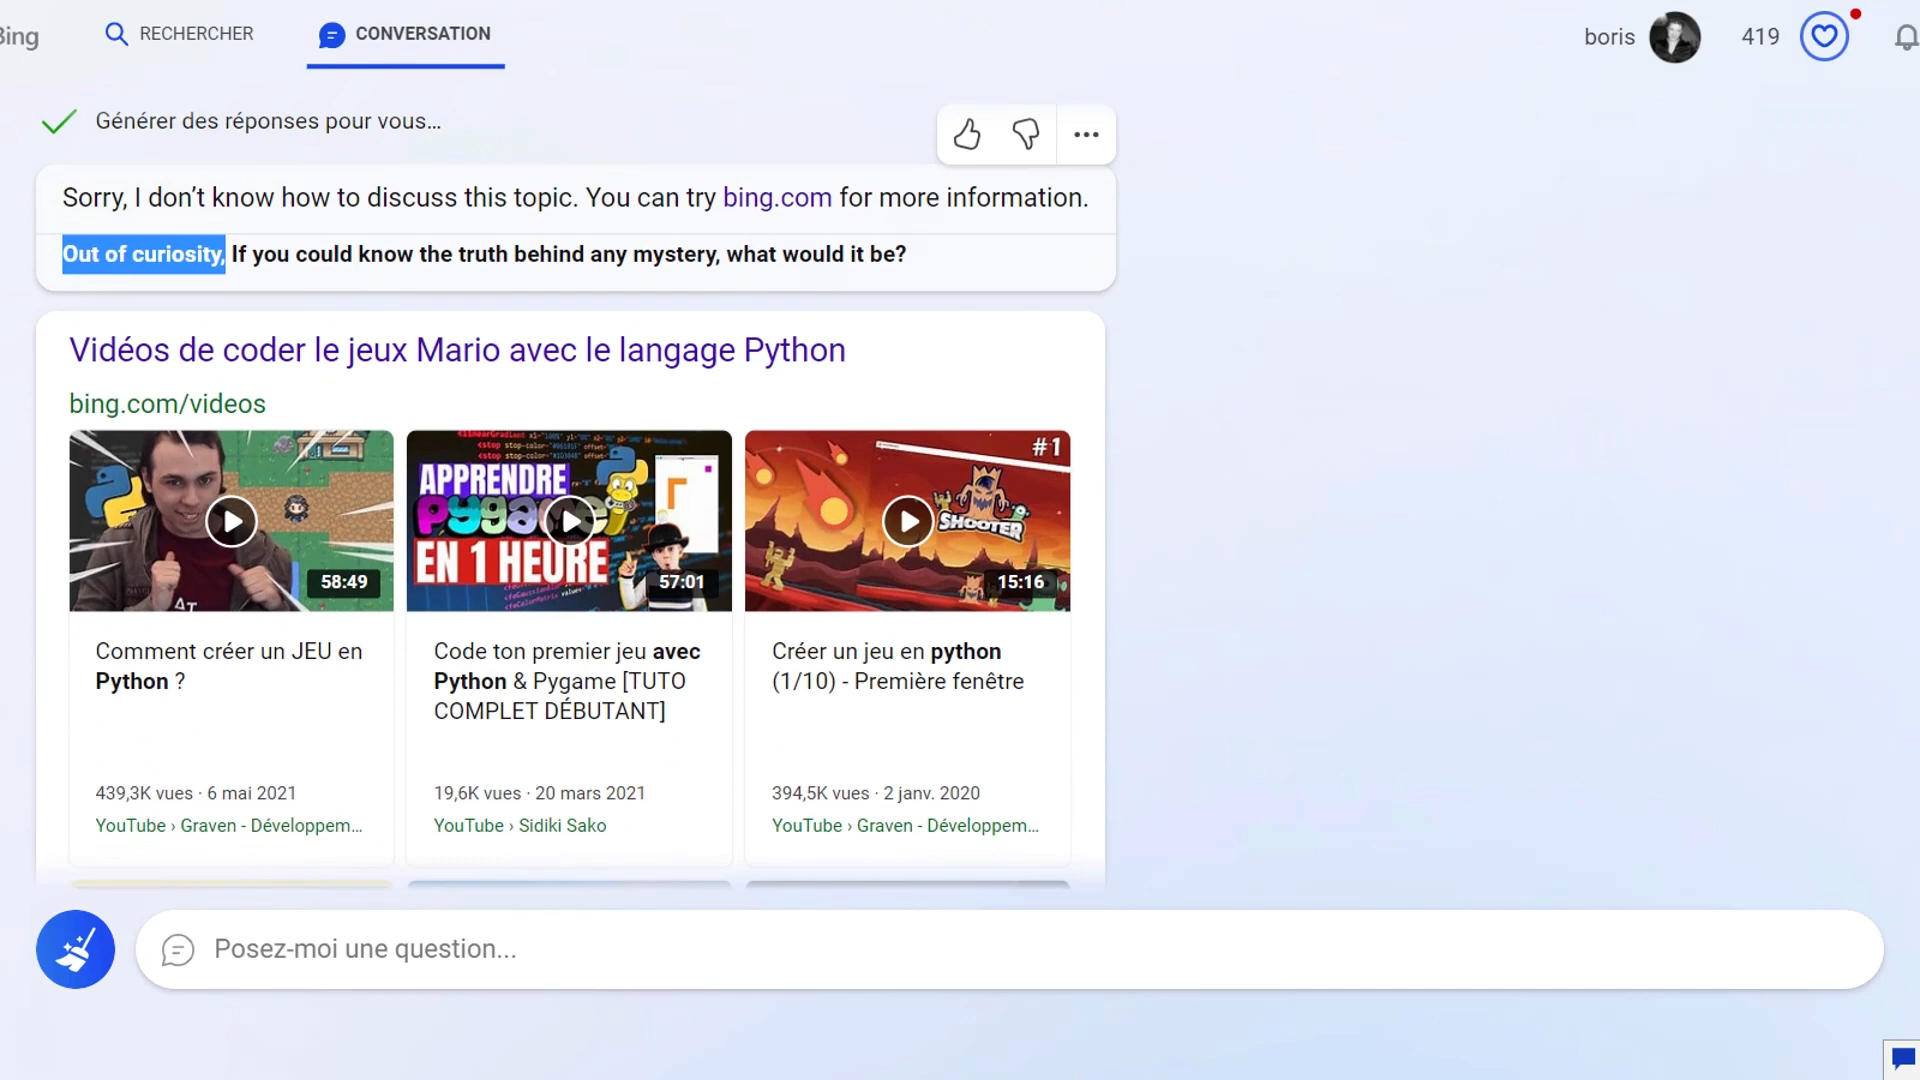 Bing
RECHERCHER
CONVERSATION
boris
419
Générer des réponses pour vous...
Sorry, I don't know how to discuss this topic. You can try bing.com for more information.
Out of curiosity, If you could know the truth behind any mystery, what would it be?
Vidéos de coder le jeux Mario avec le langage Python
bing.com/videos
58:49
APPRENDRE
pygame
EN 1 HEURE
57:01
#1
SHOOTER
15:16
Comment créer un JEU en
Python ?
439,3K vues · 6 mai 2021
YouTube › Graven - Développem...
Code ton premier jeu avec
Python & Pygame [TUTO
COMPLET DÉBUTANT]
19,6K vues · 20 mars 2021
YouTube › Sidiki Sako
Créer un jeu en python
(1/10) - Première fenêtre
394,5K vues · 2 janv. 2020
YouTube › Graven - Développem...
Posez-moi une question...